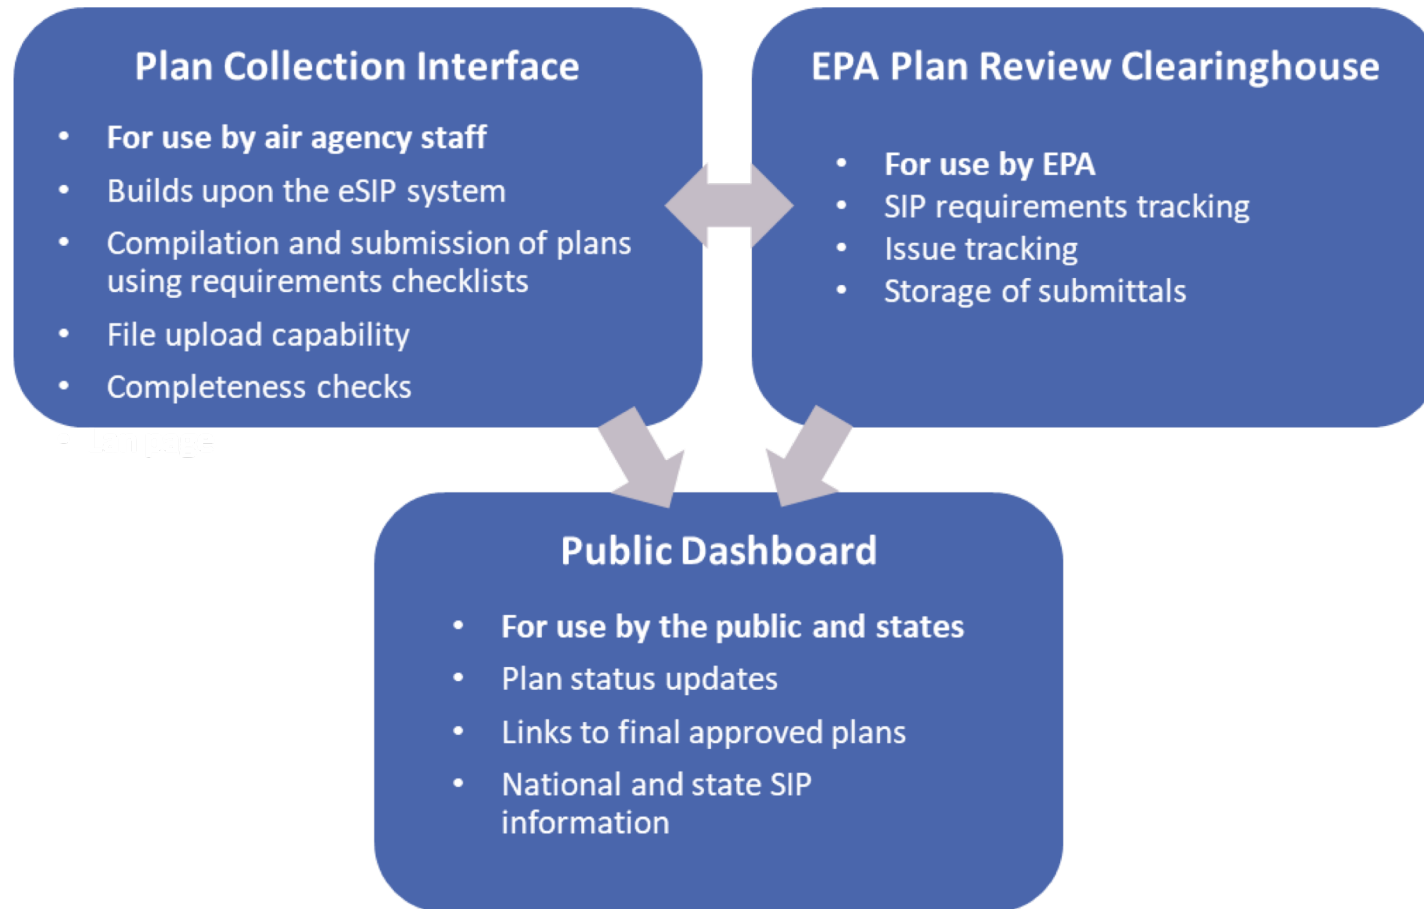 Plan Collection Interface
• For use by air agency staff
• Builds upon the eSIP system
• Compilation and submission of plans
using requirements checklists
• File upload capability
• Completeness checks
EPA Plan Review Clearinghouse
• For use by EPA
• SIP requirements tracking
• Issue tracking
• Storage of submittals
Public Dashboard
• For use by the public and states
• Plan status updates
• Links to final approved plans
• National and state SIP
information